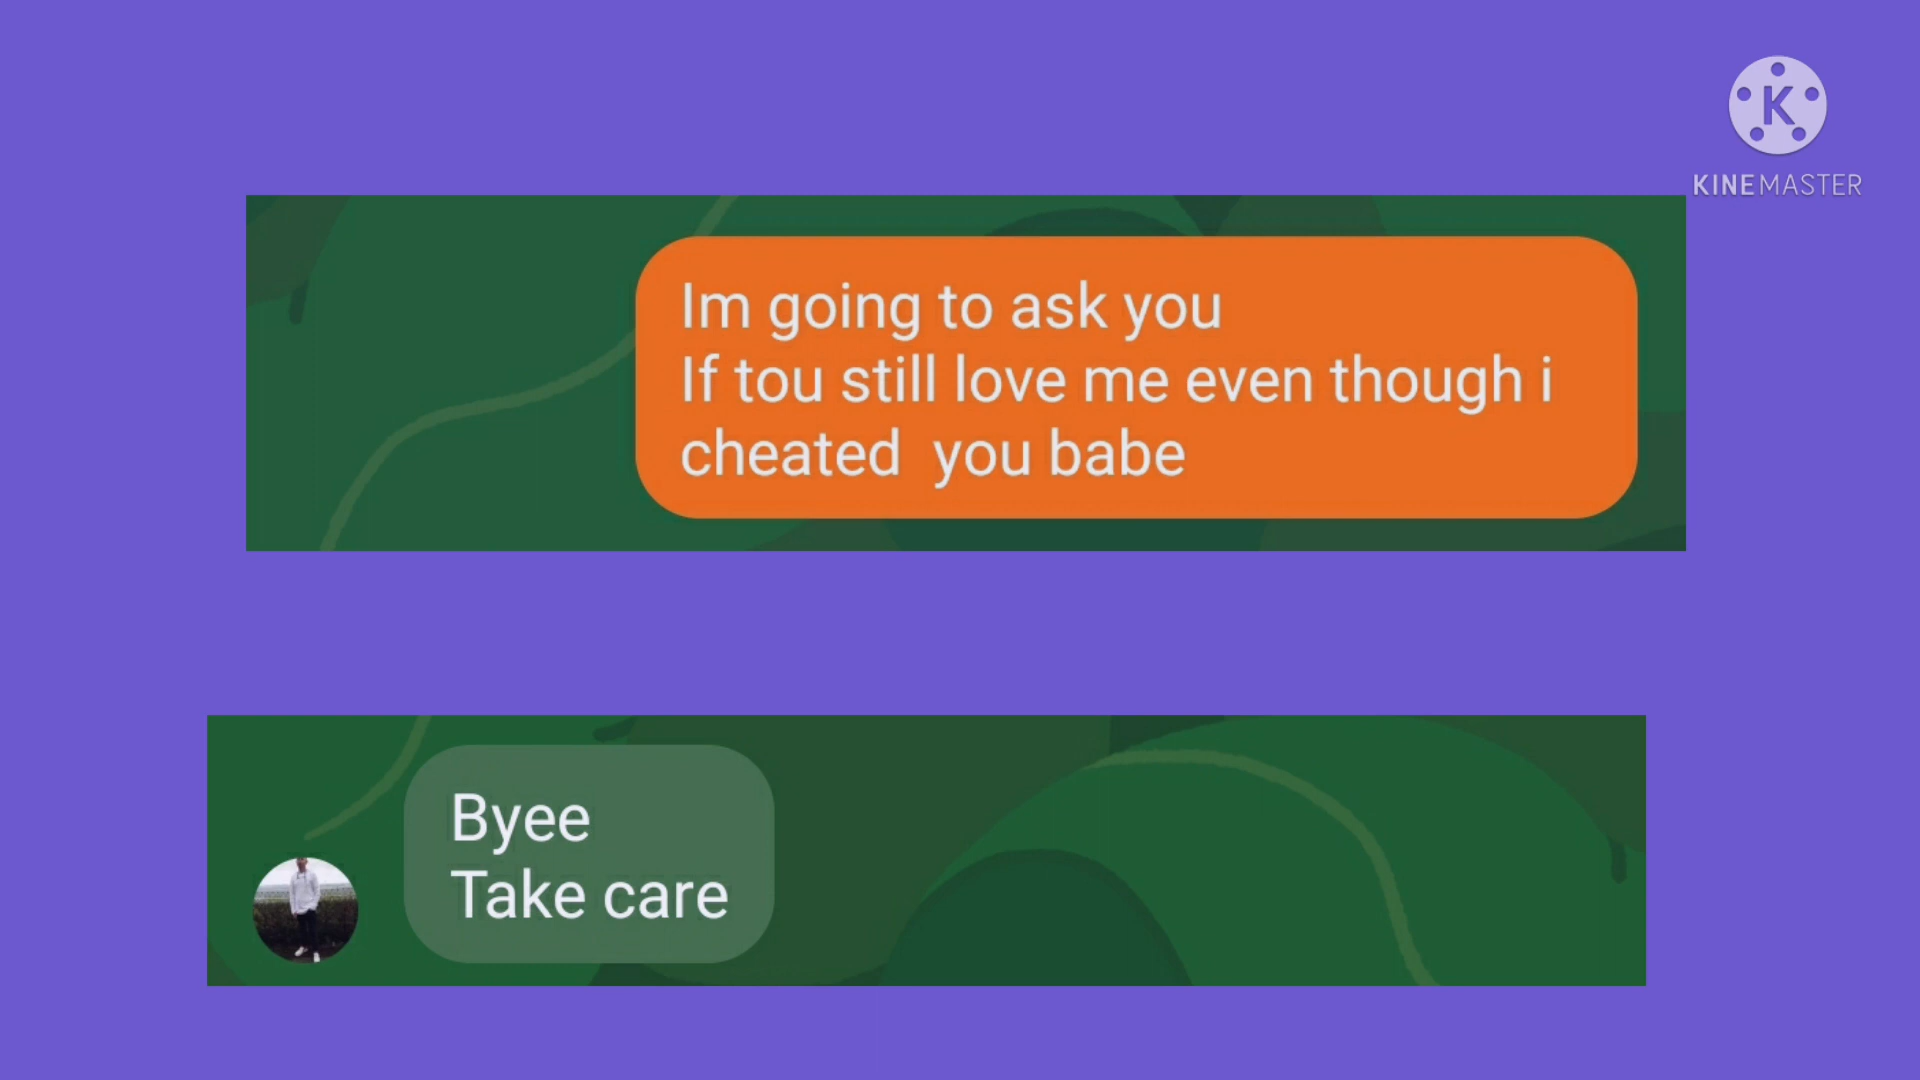 K
KINEMASTER
Im going to ask you
If tou still love me even though i
cheated  you babe
Byee
Take care